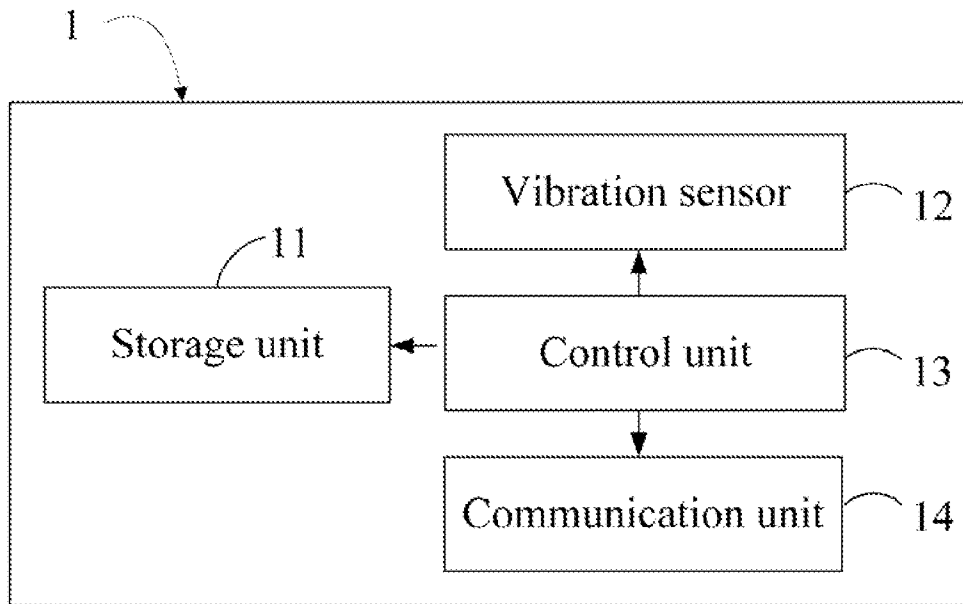 1
Vibration sensor
12
11
Storage unit
Control unit
13
Communication unit
14